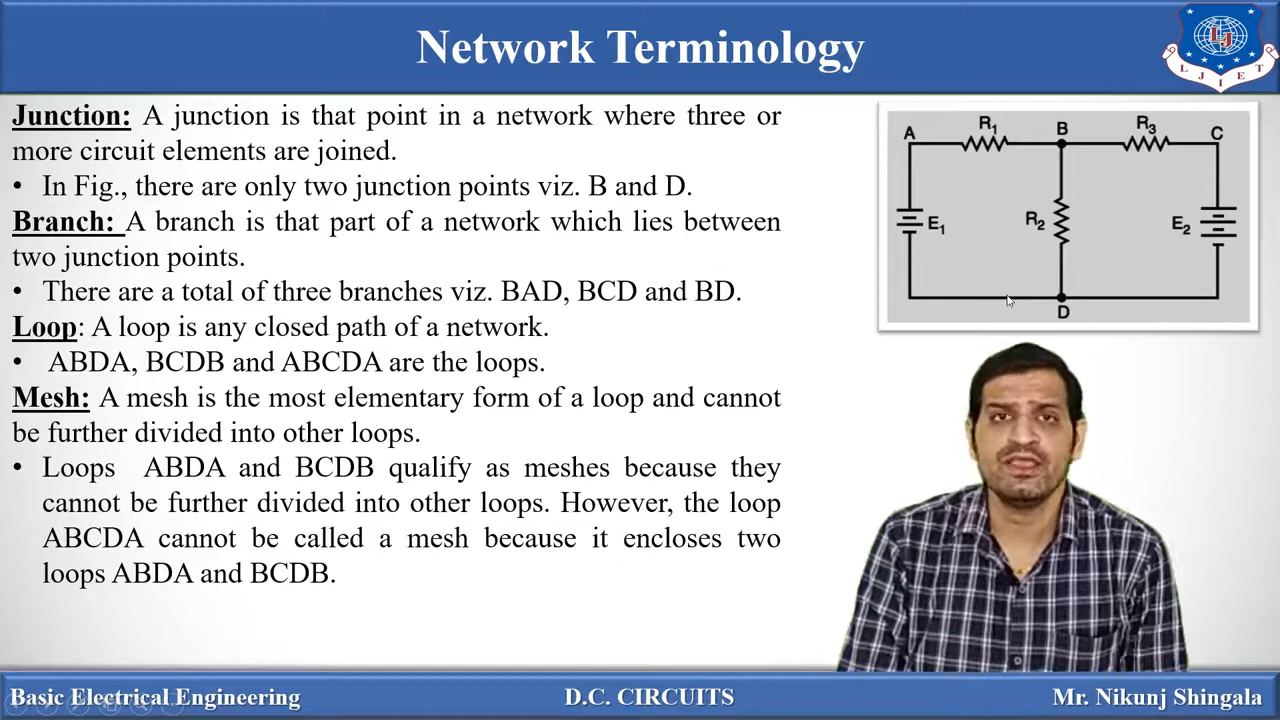 Network Terminology
L J I E T
LJ
Junction: A junction is that point in a network where three or
more circuit elements are joined.
• In Fig., there are only two junction points viz. B and D.
Branch: A branch is that part of a network which lies between
two junction points.
• There are a total of three branches viz. BAD, BCD and BD.
Loop: A loop is any closed path of a network.
• ABDA, BCDB and ABCDA are the loops.
Mesh: A mesh is the most elementary form of a loop and cannot
be further divided into other loops.
• Loops ABDA and BCDB qualify as meshes because they
cannot be further divided into other loops. However, the loop
ABCDA cannot be called a mesh because it encloses two
loops ABDA and BCDB.
A R1 B R3 C
E1 R2 E2
D
Basic Electrical Engineering D.C. CIRCUITS Mr. Nikunj Shingala